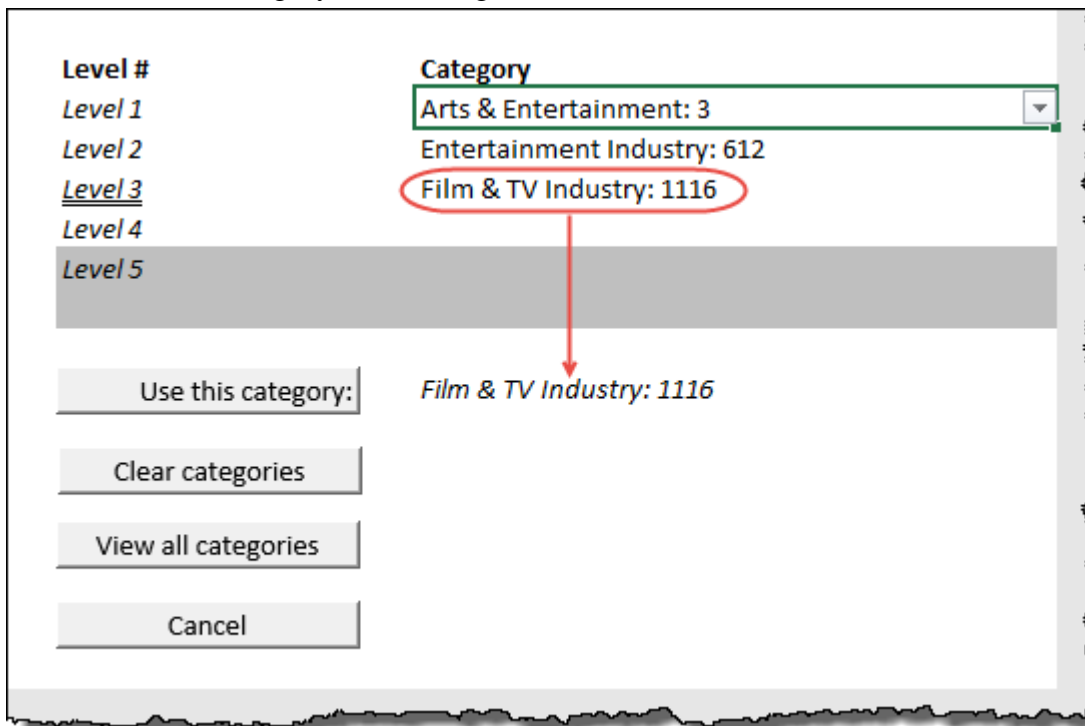 Level # Category
Level 1 Arts & Entertainment: 3
Level 2 Entertainment Industry: 612
Level 3 Film & TV Industry: 1116
Level 4
Level 5
Use this category: Film & TV Industry: 1116
Clear categories
View all categories
Cancel